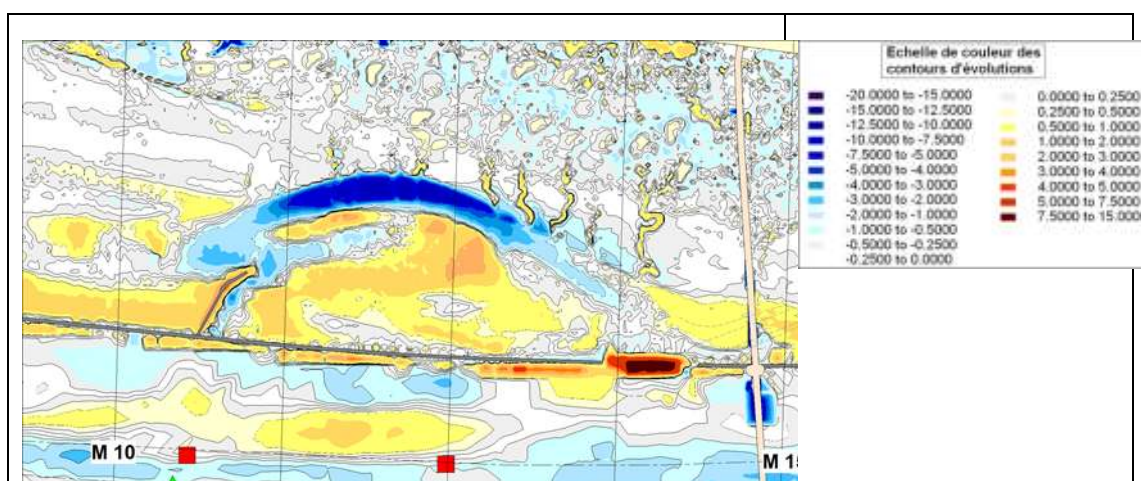 Echelle de couleur des
contours d'évolutions
-20.0000 to -15.0000
-15.0000 to -12.5000
-12.5000 to -10.0000
-10.0000 to -7.5000
-7.5000 to -5.0000
-5.0000 to -4.0000
-4.0000 to -3.0000
-3.0000 to -2.0000
-2.0000 to -1.0000
-1.0000 to -0.5000
-0.5000 to -0.2500
-0.2500 to 0.0000
0.0000 to 0.2500
0.2500 to 0.5000
0.5000 to 1.0000
1.0000 to 2.0000
2.0000 to 3.0000
3.0000 to 4.0000
4.0000 to 5.0000
5.0000 to 7.5000
7.5000 to 15.000
M 10
M 15